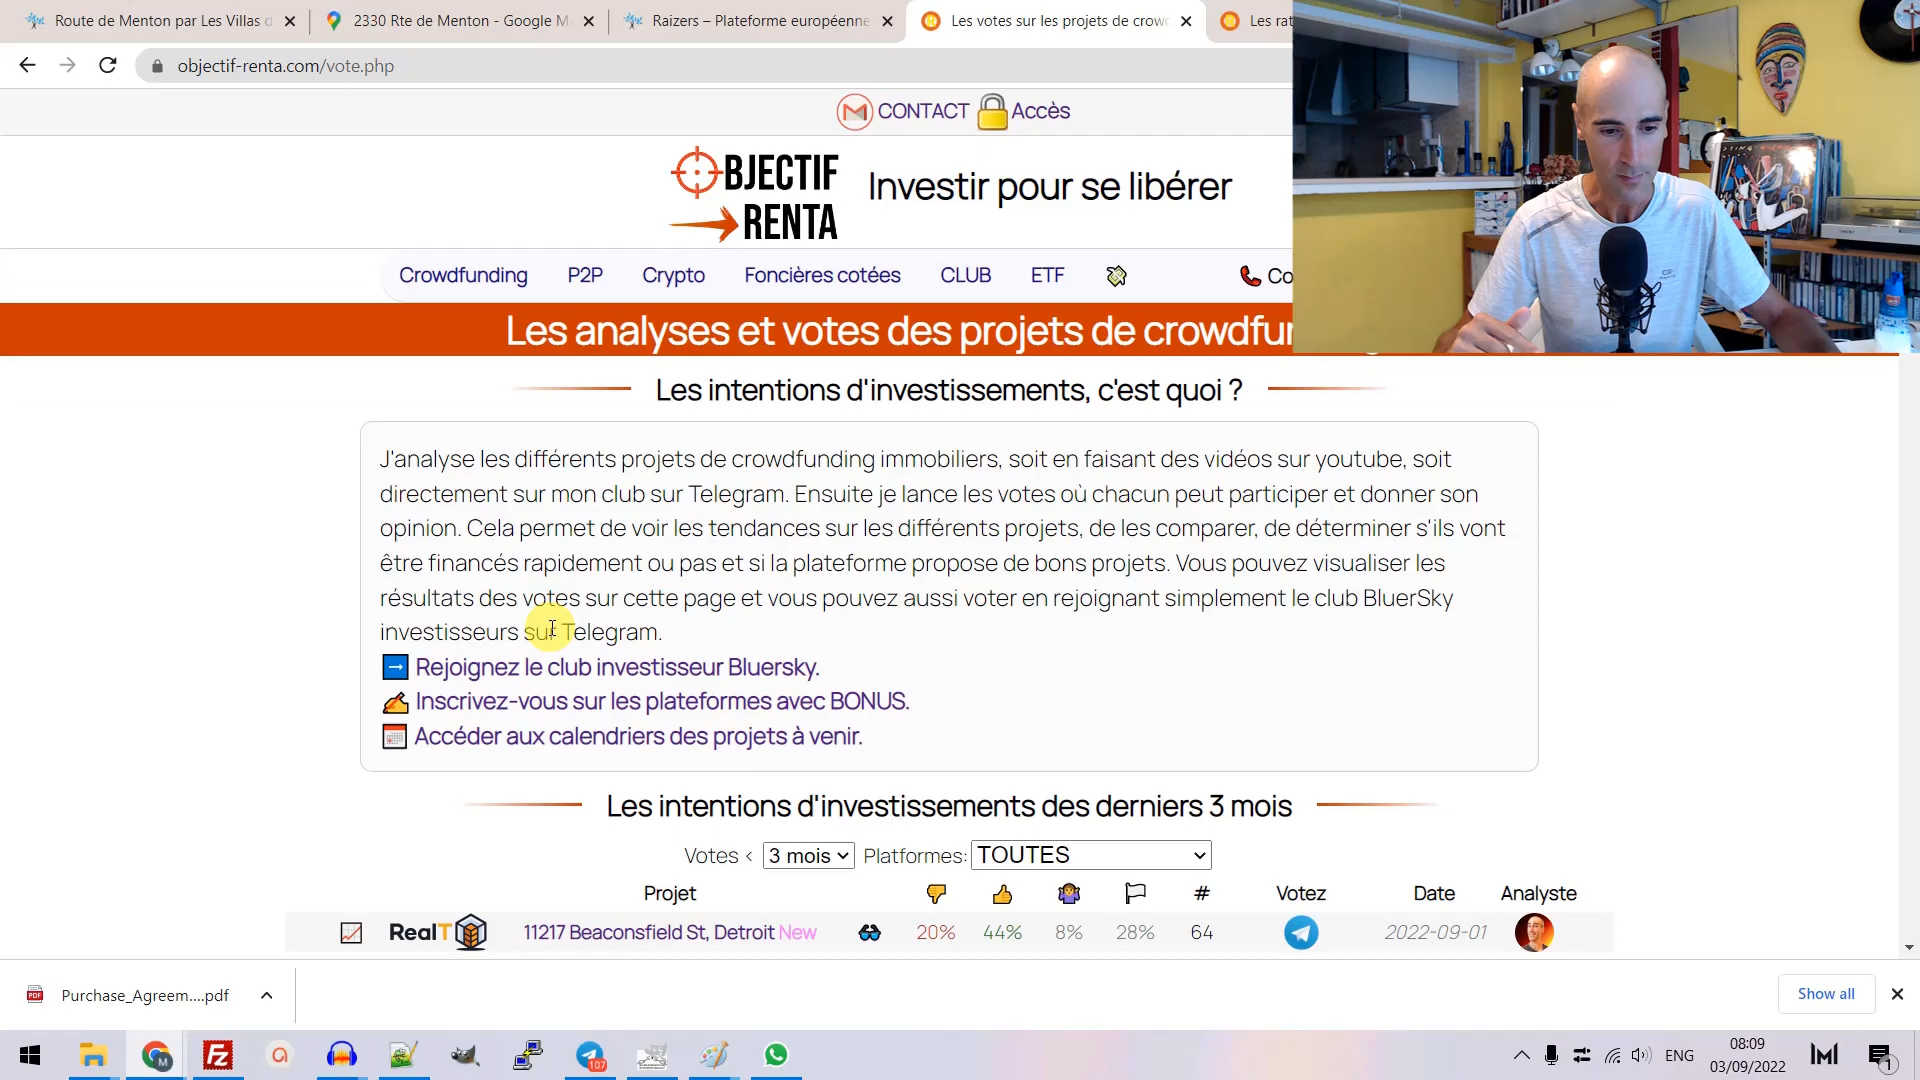 Route de Menton par Les Villas d
2330 Rte de Menton - Google M
Raizers – Plateforme européenne
Les votes sur les projets de crowd
Les rat
objectif-renta.com/vote.php
CONTACT Accès
OBJECTIF
RENTA
Investir pour se libérer
Crowdfunding P2P Crypto Foncières cotées CLUB ETF Co
Les analyses et votes des projets de crowdfun
Les intentions d'investissements, c'est quoi ?
J'analyse les différents projets de crowdfunding immobiliers, soit en faisant des vidéos sur youtube, soit
directement sur mon club sur Telegram. Ensuite je lance les votes où chacun peut participer et donner son
opinion. Cela permet de voir les tendances sur les différents projets, de les comparer, de déterminer s'ils vont
être financés rapidement ou pas et si la plateforme propose de bons projets. Vous pouvez visualiser les
résultats des votes sur cette page et vous pouvez aussi voter en rejoignant simplement le club BluerSky
investisseurs sur Telegram.
Rejoignez le club investisseur Bluersky.
Inscrivez-vous sur les plateformes avec BONUS.
Accéder aux calendriers des projets à venir.
Les intentions d'investissements des derniers 3 mois
Votes < 3 mois Platformes: TOUTES
Projet # Votez Date Analyste
RealT 11217 Beaconsfield St, Detroit New 20% 44% 8% 28% 64 2022-09-01
Purchase_Agreem....pdf
Show all
107
ENG
08:09
03/09/2022
1
STING